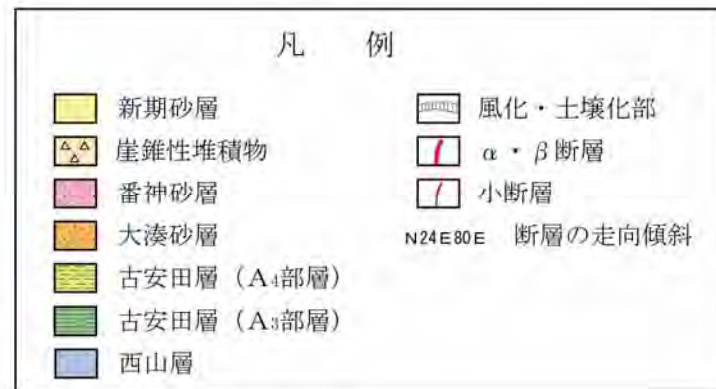 凡 例
新期砂層
崖錐性堆積物
番神砂層
大湊砂層
古安田層（A4部層）
古安田層（A3部層）
西山層
風化・土壌化部
α・β断層
小断層
N24E80E 断層の走向傾斜